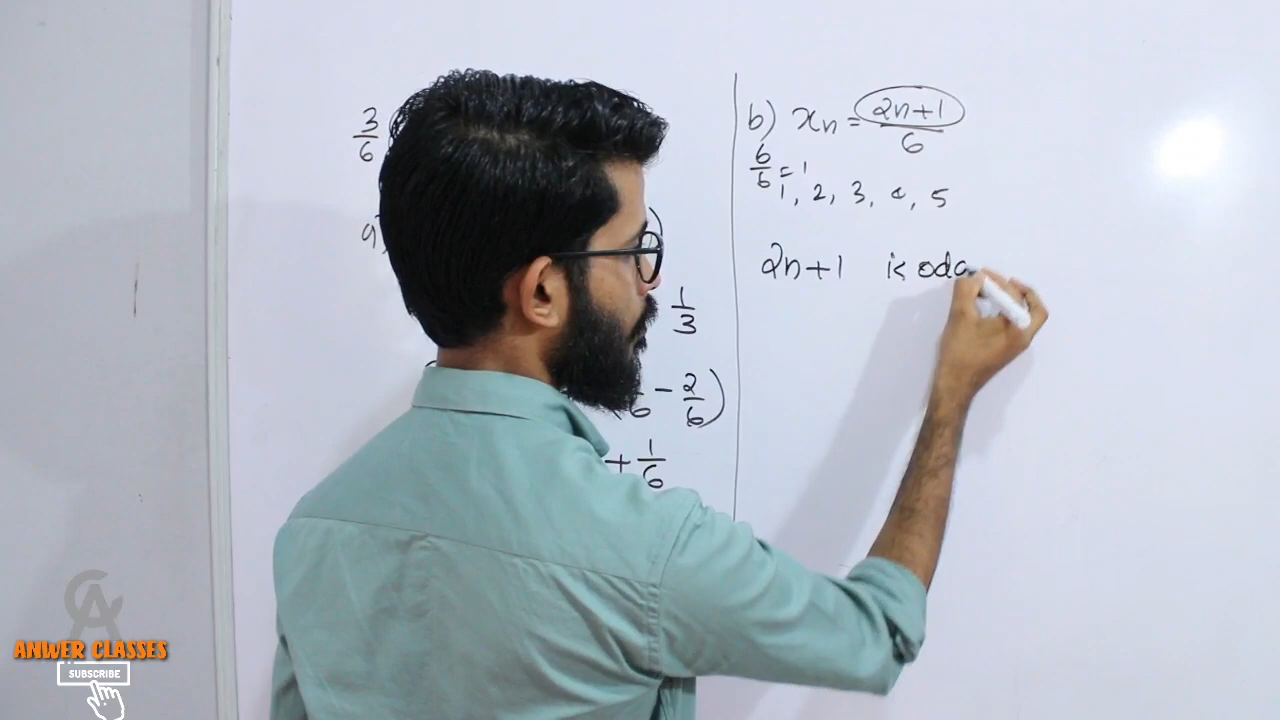 3/6
b) xₙ = (2n+1)/6
6/6 = 1
1, 2, 3, 4, 5
2n+1 is odd
1/3
6 - 2/6)
+ 1/6
ANWER CLASSES
SUBSCRIBE